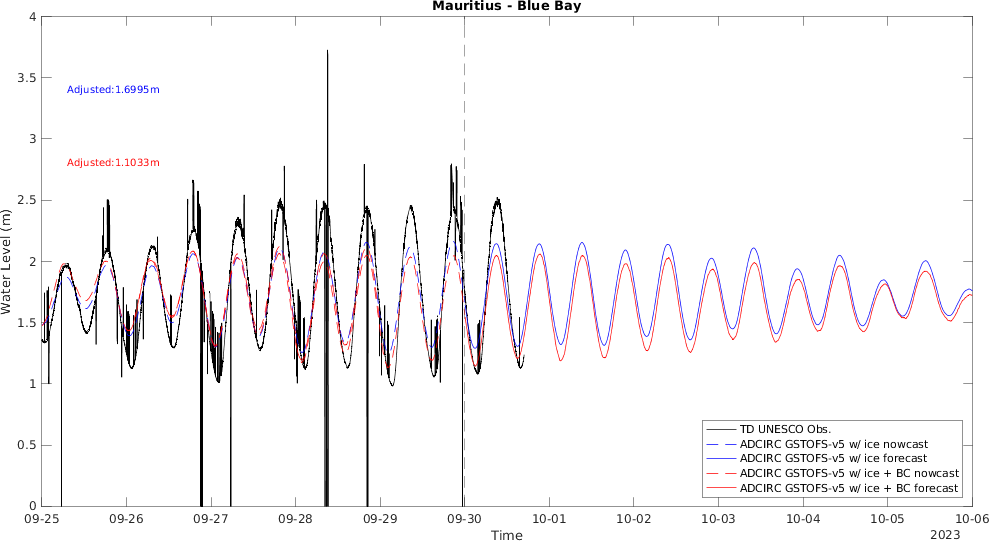 Mauritius - Blue Bay
Water Level (m)
4
3.5
3
2.5
2
1.5
1
0.5
0
Adjusted:1.6995m
Adjusted:1.1033m
TD UNESCO Obs.
ADCIRC GSTOFS-v5 w/ ice nowcast
ADCIRC GSTOFS-v5 w/ ice forecast
ADCIRC GSTOFS-v5 w/ ice + BC nowcast
ADCIRC GSTOFS-v5 w/ ice + BC forecast
09-25 09-26 09-27 09-28 09-29 09-30 10-01 10-02 10-03 10-04 10-05 10-06
Time
2023